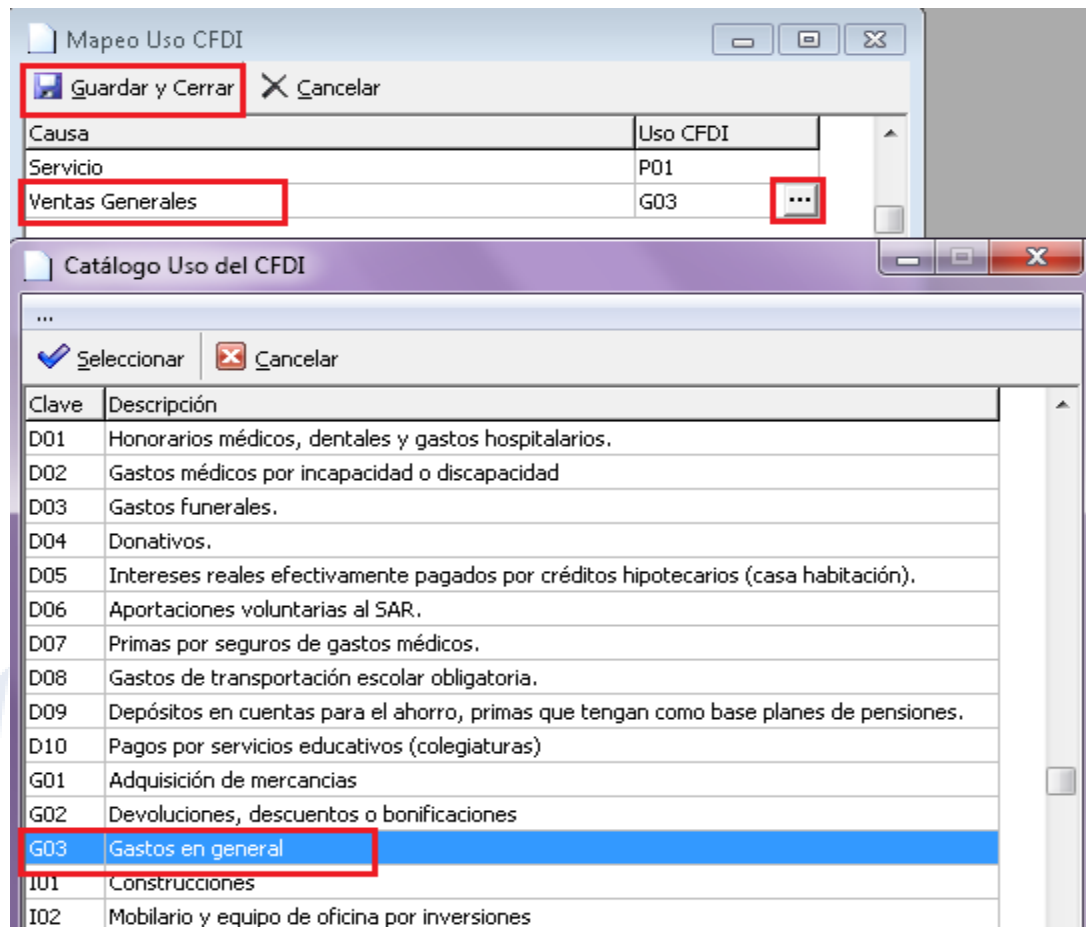 Mapeo Uso CFDI
Guardar y Cerrar Cancelar
Causa Uso CFDI
Servicio P01
Ventas Generales G03 ...
Catálogo Uso del CFDI
...
Seleccionar Cancelar
Clave Descripción
D01 Honorarios médicos, dentales y gastos hospitalarios.
D02 Gastos médicos por incapacidad o discapacidad
D03 Gastos funerales.
D04 Donativos.
D05 Intereses reales efectivamente pagados por créditos hipotecarios (casa habitación).
D06 Aportaciones voluntarias al SAR.
D07 Primas por seguros de gastos médicos.
D08 Gastos de transportación escolar obligatoria.
D09 Depósitos en cuentas para el ahorro, primas que tengan como base planes de pensiones.
D10 Pagos por servicios educativos (colegiaturas)
G01 Adquisición de mercancias
G02 Devoluciones, descuentos o bonificaciones
G03 Gastos en general
I01 Construcciones
I02 Mobilario y equipo de oficina por inversiones